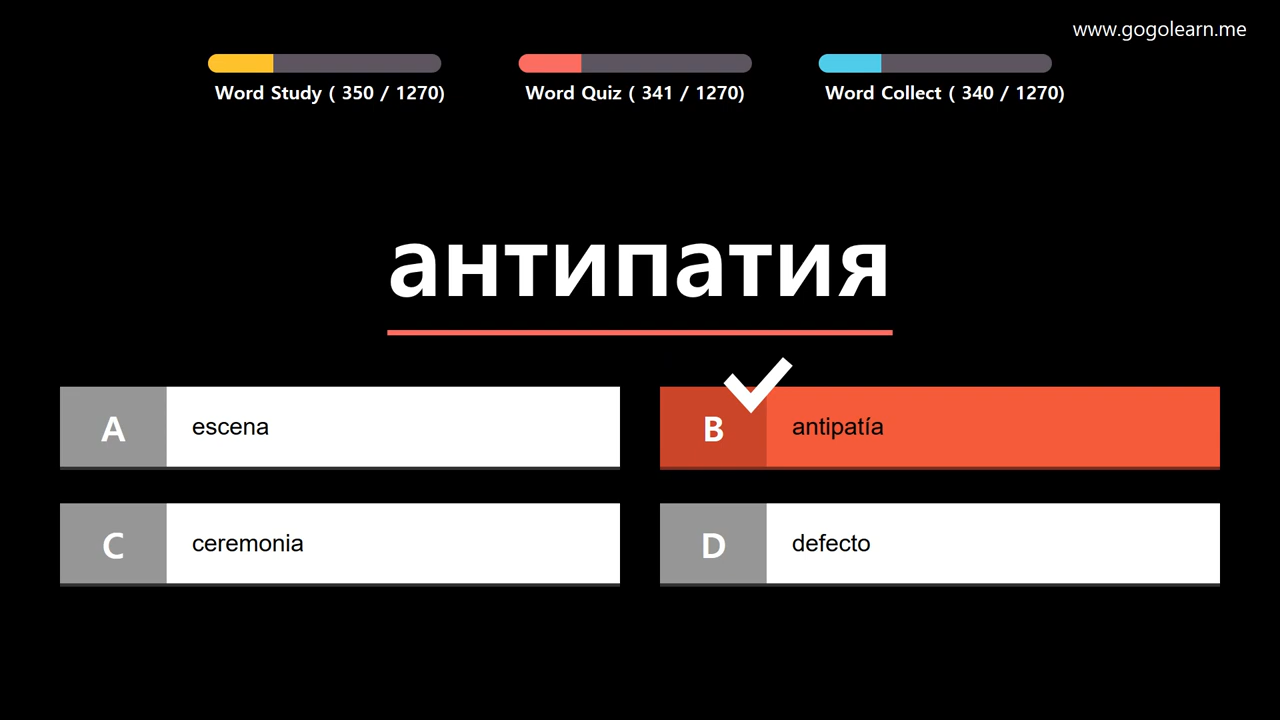 www.gogolearn.me
Word Study ( 350 / 1270)
Word Quiz ( 341 / 1270)
Word Collect ( 340 / 1270)
антипатия
A escena
B antipatía
C ceremonia
D defecto